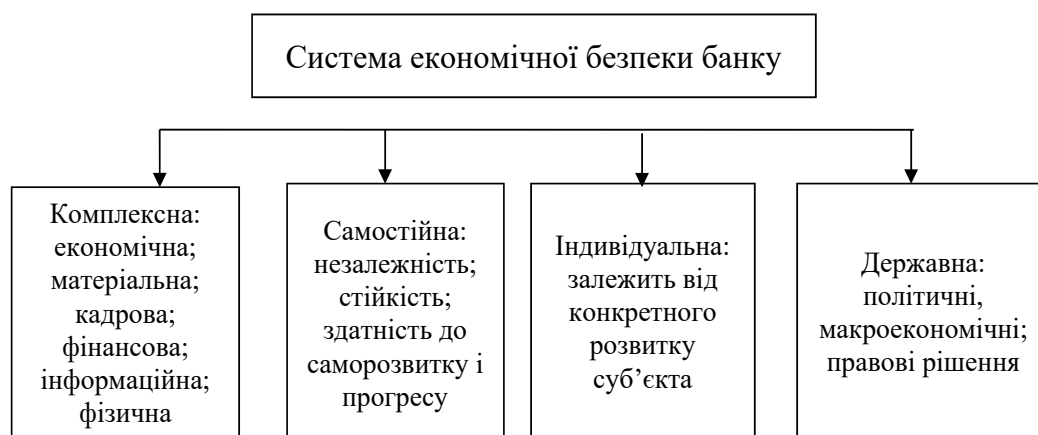 Система економічної безпеки банку
Комплексна:
економічна;
матеріальна;
кадрова;
фінансова;
інформаційна;
фізична
Самостійна:
незалежність;
стійкість;
здатність до
саморозвитку і
прогресу
Індивідуальна:
залежить від
конкретного
розвитку
суб’єкта
Державна:
політичні,
макроекономічні;
правові рішення